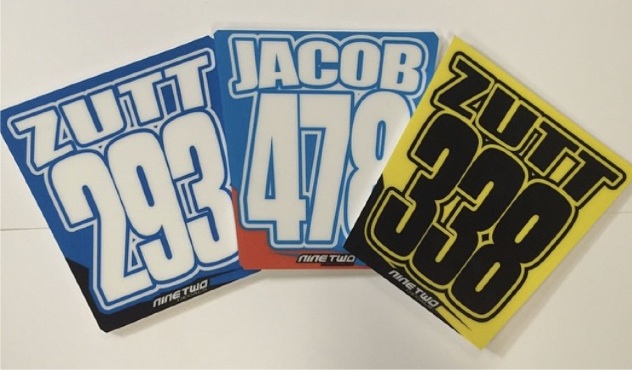 ZUTT
293
NINETWO
JACOB
478
NINETWO
ZUTT
338
NINETWO